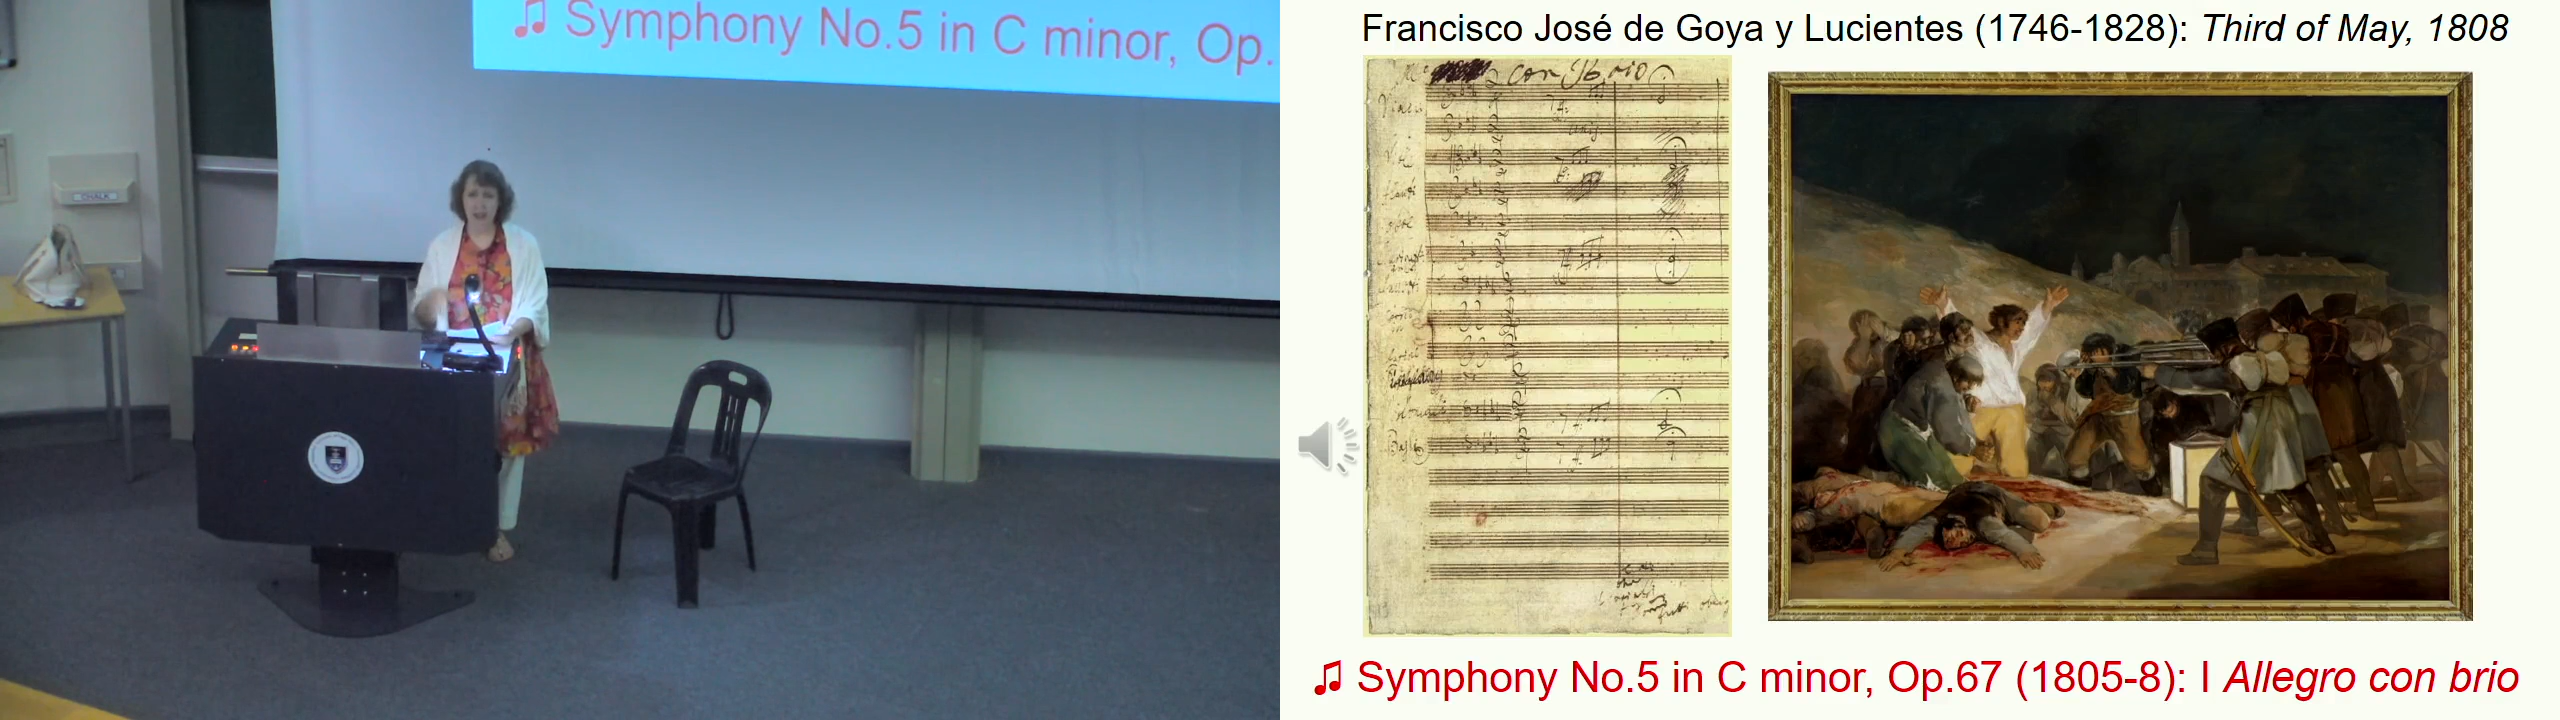 ♫ Symphony No.5 in C minor, Op.
CHALK
Francisco José de Goya y Lucientes (1746-1828): Third of May, 1808
con Brio
♫ Symphony No.5 in C minor, Op.67 (1805-8): I Allegro con brio